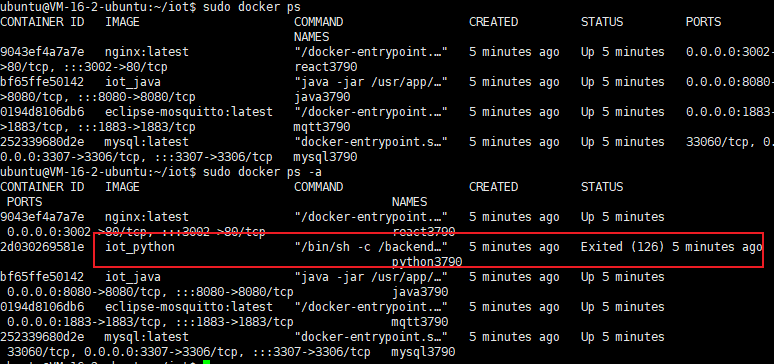 ubuntu@VM-16-2-ubuntu:~/iot$ sudo docker ps
CONTAINER ID   IMAGE                      COMMAND                  CREATED         STATUS         PORTS
                                          NAMES
9043ef4a7a7e   nginx:latest               "/docker-entrypoint.…"   5 minutes ago   Up 5 minutes   0.0.0.0:3002-
>80/tcp, :::3002->80/tcp                  react3790
bf65ffe50142   iot_java                   "java -jar /usr/app/…"   5 minutes ago   Up 5 minutes   0.0.0.0:8080-
>8080/tcp, :::8080->8080/tcp              java3790
0194d8106db6   eclipse-mosquitto:latest   "/docker-entrypoint.…"   5 minutes ago   Up 5 minutes   0.0.0.0:1883-
>1883/tcp, :::1883->1883/tcp              mqtt3790
252339680d2e   mysql:latest               "docker-entrypoint.s…"   5 minutes ago   Up 5 minutes   33060/tcp, 0.
0.0.0:3307->3306/tcp, :::3307->3306/tcp   mysql3790
ubuntu@VM-16-2-ubuntu:~/iot$ sudo docker ps -a
CONTAINER ID   IMAGE                      COMMAND                  CREATED         STATUS
 PORTS                                                NAMES
9043ef4a7a7e   nginx:latest               "/docker-entrypoint.…"   5 minutes ago   Up 5 minutes
 0.0.0.0:3002->80/tcp, :::3002->80/tcp                react3790
2d030269581e   iot_python                 "/bin/sh -c /backend…"   5 minutes ago   Exited (126) 5 minutes ago
                                                      python3790
bf65ffe50142   iot_java                   "java -jar /usr/app/…"   5 minutes ago   Up 5 minutes
 0.0.0.0:8080->8080/tcp, :::8080->8080/tcp            java3790
0194d8106db6   eclipse-mosquitto:latest   "/docker-entrypoint.…"   5 minutes ago   Up 5 minutes
 0.0.0.0:1883->1883/tcp, :::1883->1883/tcp            mqtt3790
252339680d2e   mysql:latest               "docker-entrypoint.s…"   5 minutes ago   Up 5 minutes
 33060/tcp, 0.0.0.0:3307->3306/tcp, :::3307->3306/tcp   mysql3790